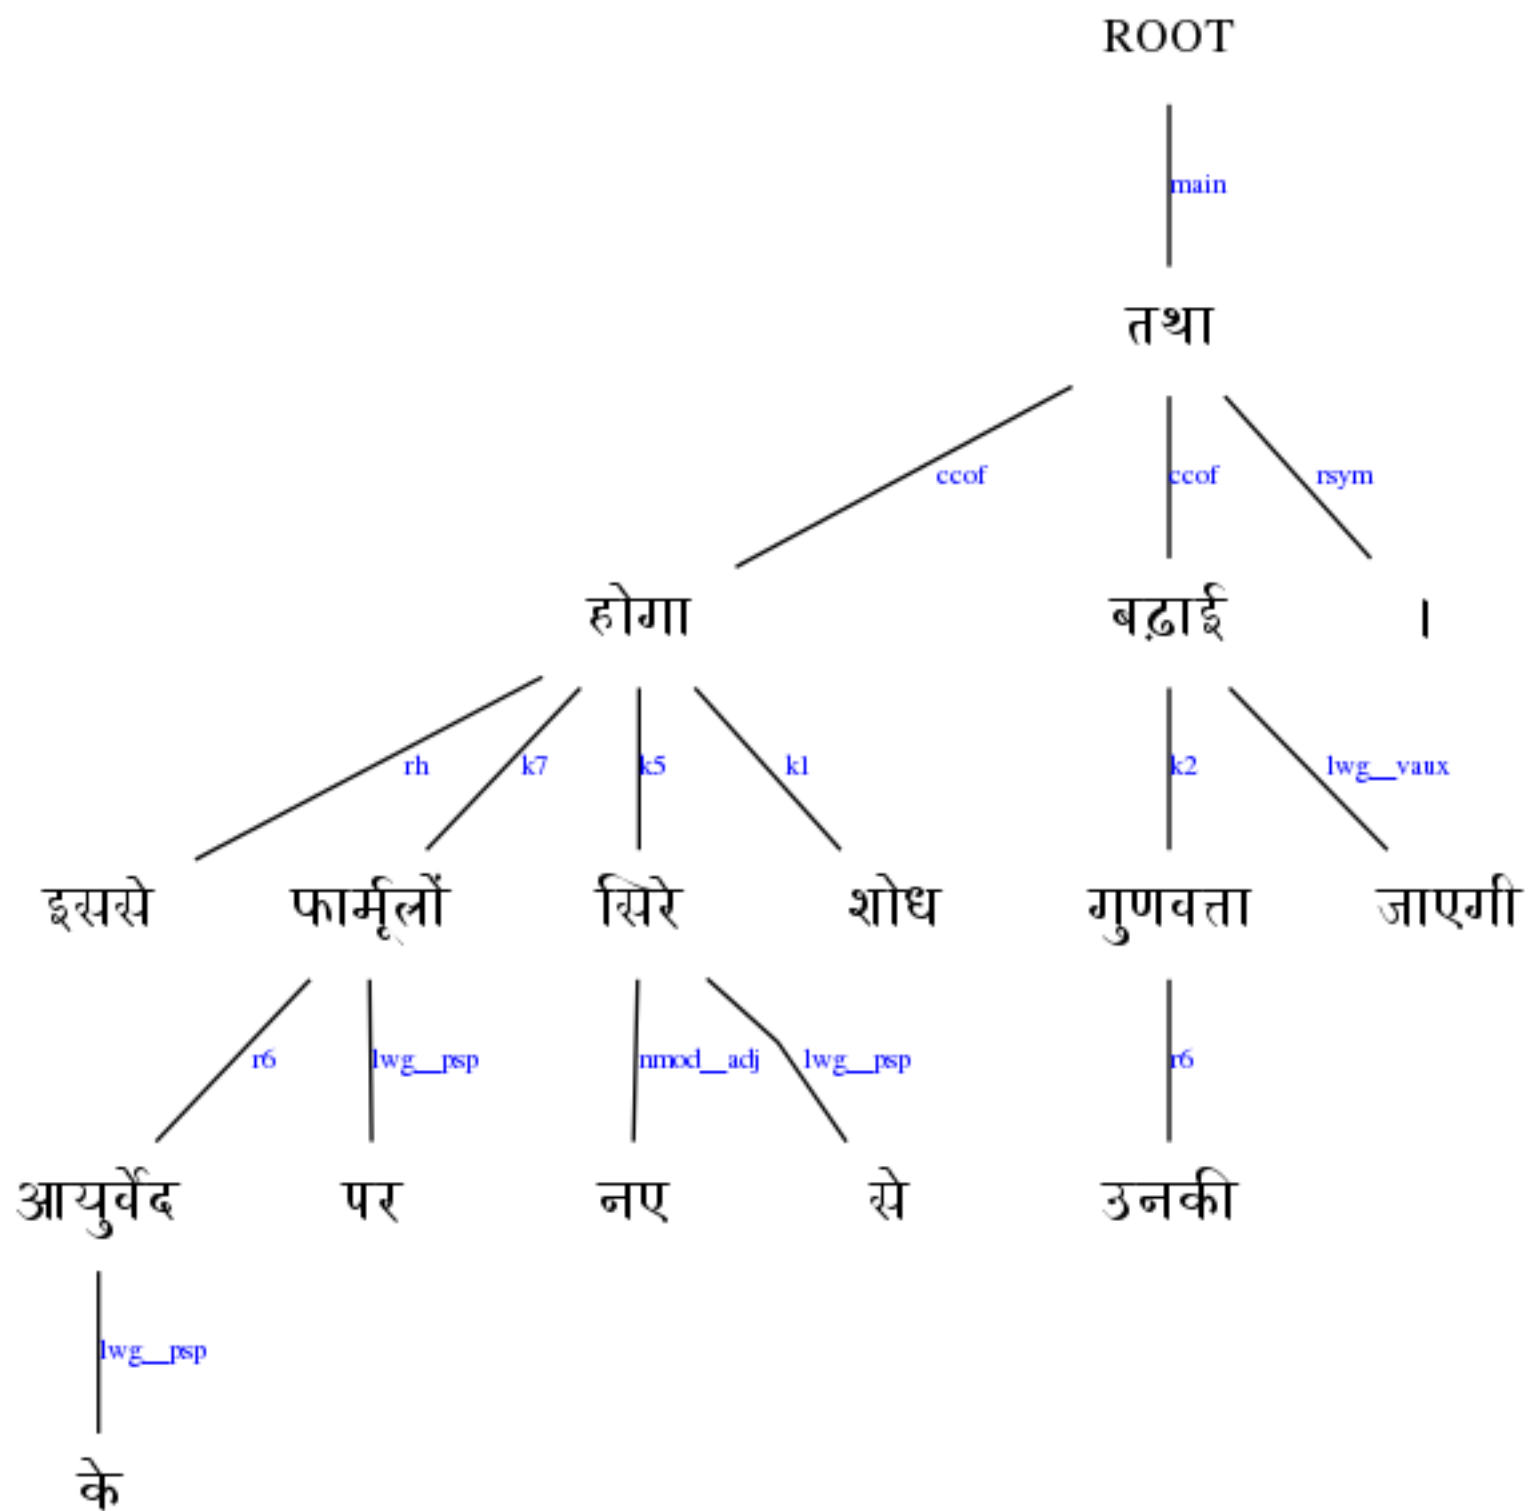 ROOT
main
तथा
ccof ccof rsym
होगा बढ़ाई ।
rh k7 k5 k1 k2 lwg__vaux
इससे फार्मूलों सिरे शोध गुणवत्ता जाएगी
r6 lwg__psp nmod__adj lwg__psp r6
आयुर्वेद पर नए से उनकी
lwg__psp
के